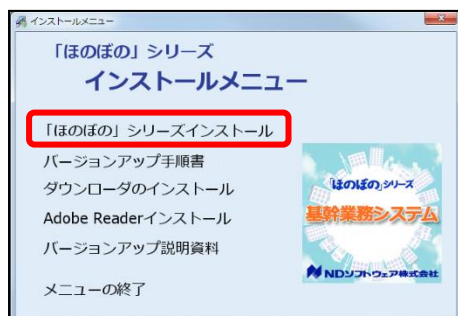 インストールメニュー
「ほのぼの」シリーズ
インストールメニュー
「ほのぼの」シリーズインストール
バージョンアップ手順書
ダウンローダのインストール
Adobe Readerインストール
バージョンアップ説明資料
メニューの終了
「ほのぼの」シリーズ
基幹業務システム
NDソフトウェア株式会社